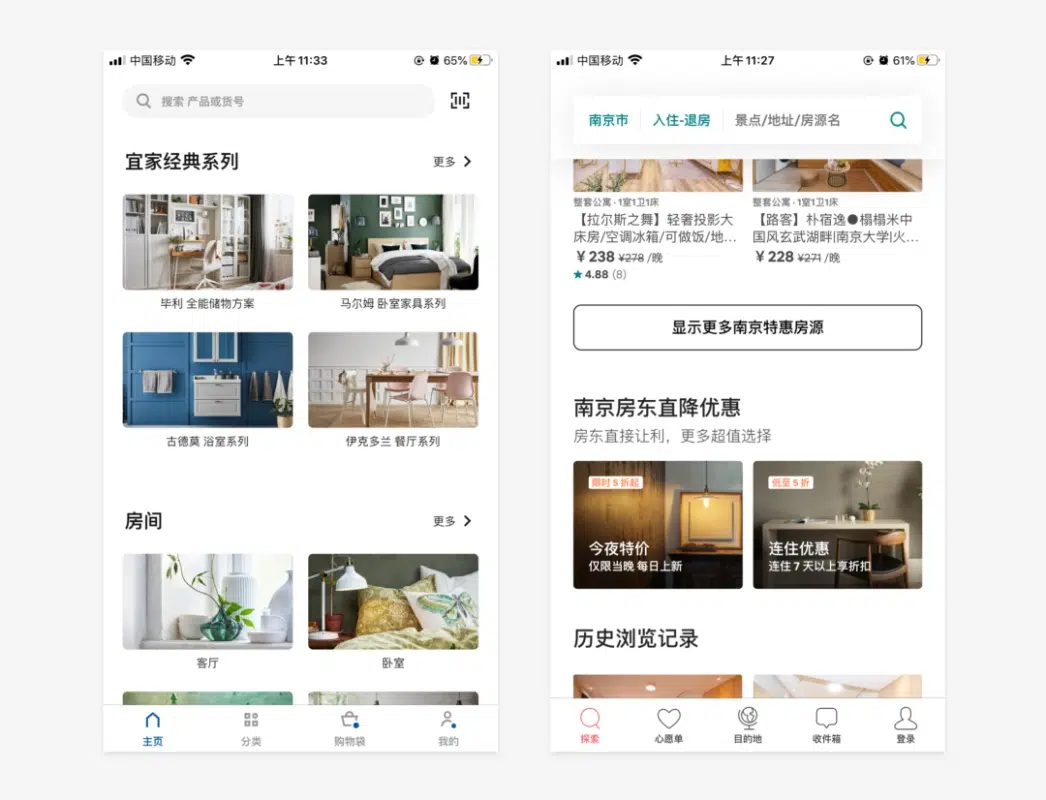 中国移动
上午11:33
65%
搜索 产品或货号
宜家经典系列
更多
毕利 全能储物方案
马尔姆 卧室家具系列
古德莫 浴室系列
伊克多兰 餐厅系列
房间
更多
客厅
卧室
主页
分类
购物袋
我的
中国移动
上午11:27
61%
南京市
入住-退房
景点/地址/房源名
整套公寓·1室1卫1床
【拉尔斯之舞】轻奢投影大
床房/空调冰箱/可做饭/地...
¥238 ¥278 /晚
★4.88 (8)
整套公寓·1室1卫1床
【路客】朴宿逸●榻榻米中
国风玄武湖畔|南京大学|火...
¥228 ¥271 /晚
显示更多南京特惠房源
南京房东直降优惠
房东直接让利，更多超值选择
限时 5 折起
今夜特价
仅限当晚 每日上新
低至 5 折
连住优惠
连住 7 天以上享折扣
历史浏览记录
探索
心愿单
目的地
收件箱
登录